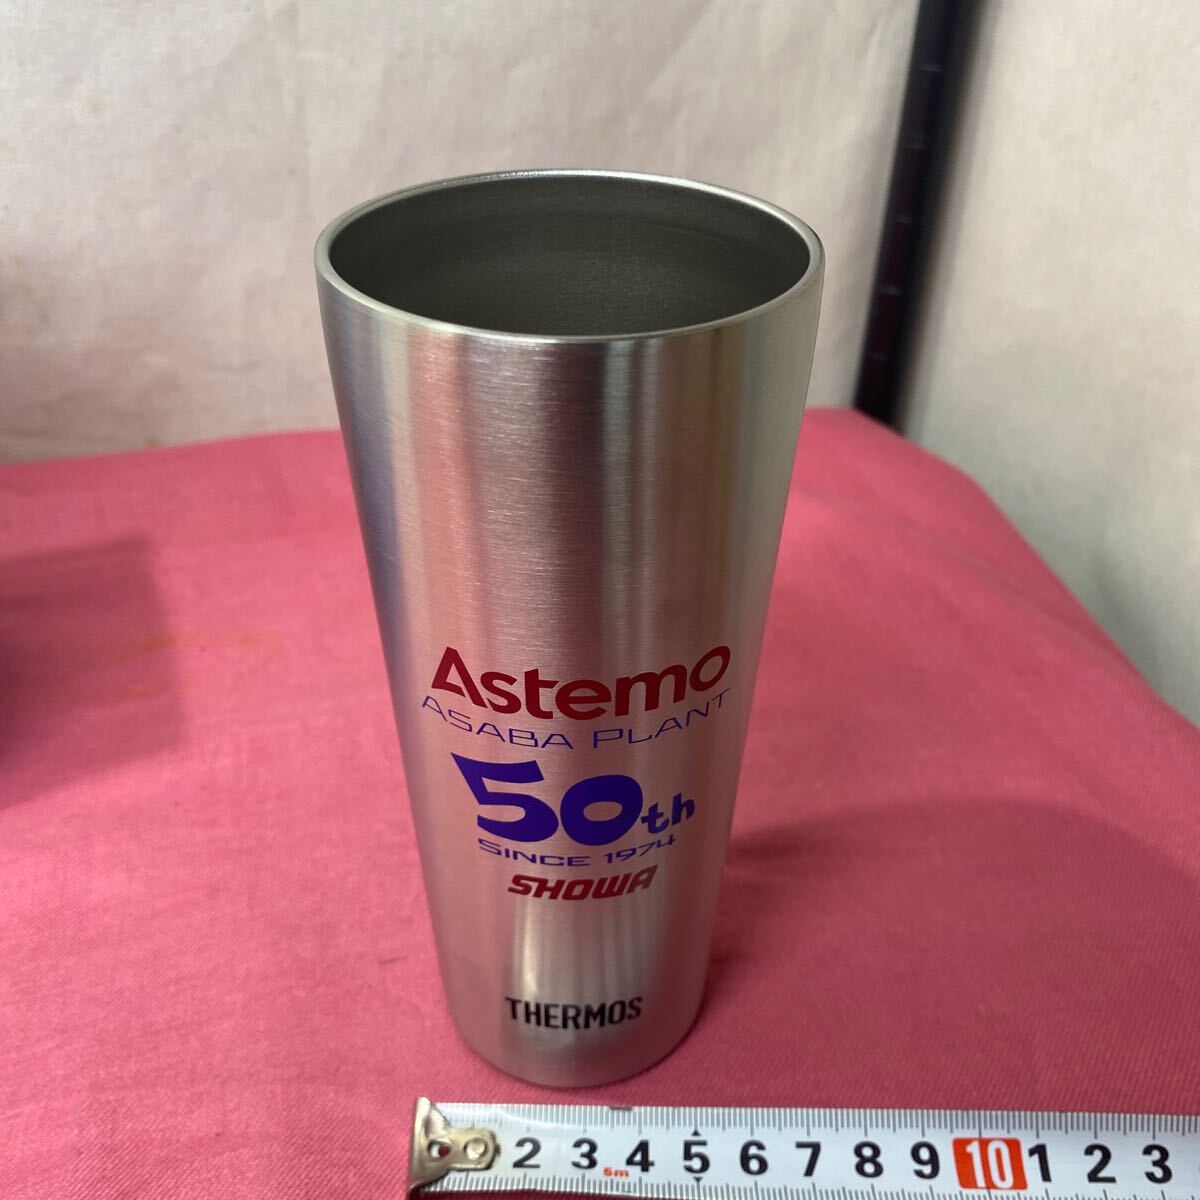 Astemo
ASABA PLANT
50th
SINCE 1974
SHOWA
THERMOS
2 3 4 5 6 7 8 9 10 1 2 3
5m